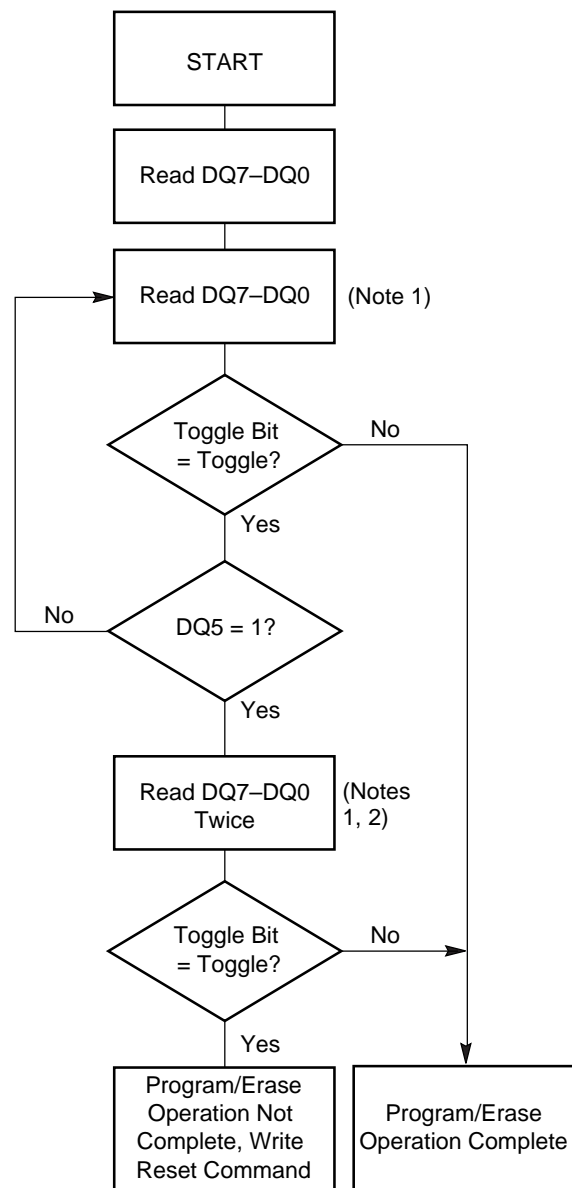 START
Read DQ7–DQ0
Read DQ7–DQ0
(Note 1)
Toggle Bit
= Toggle?
No
Yes
No
DQ5 = 1?
Yes
Read DQ7–DQ0
Twice
(Notes
1, 2)
Toggle Bit
= Toggle?
No
Yes
Program/Erase
Operation Not
Complete, Write
Reset Command
Program/Erase
Operation Complete